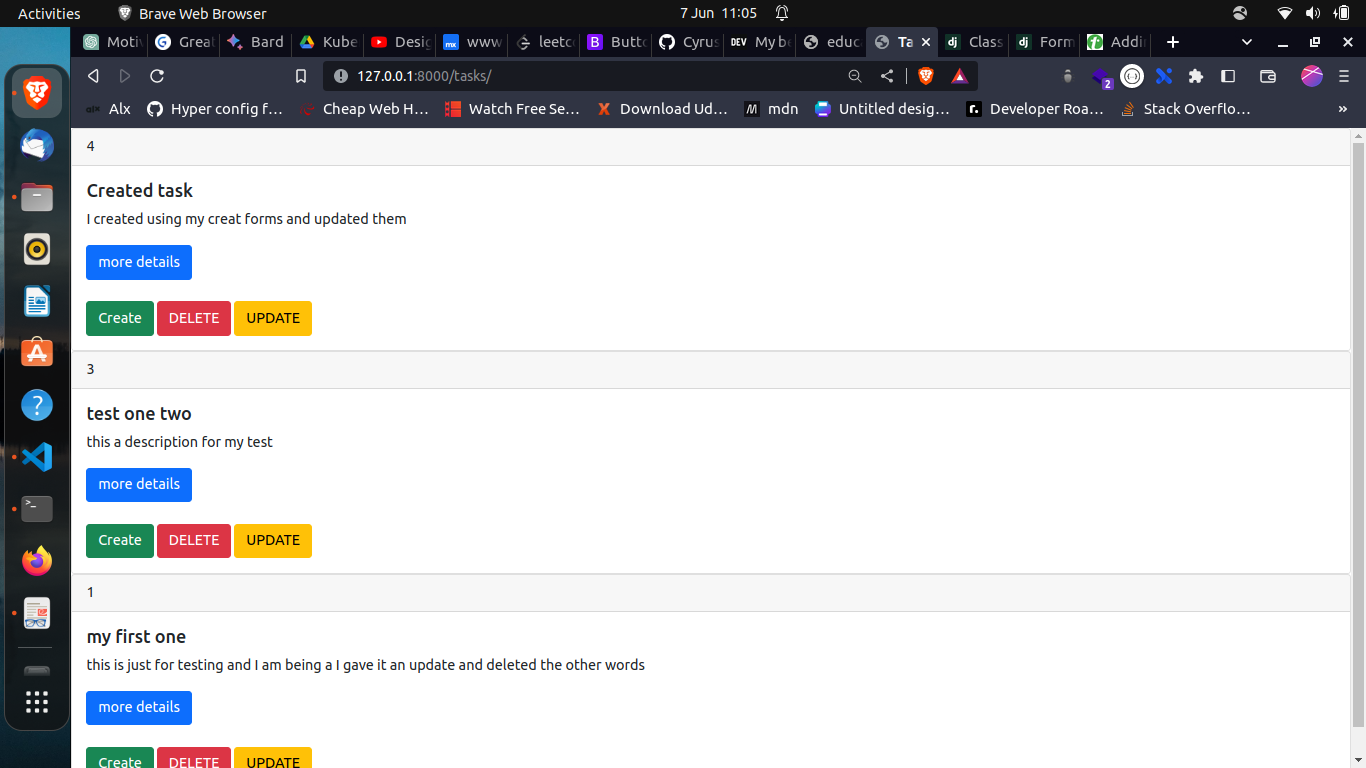 Activities Brave Web Browser 7 Jun 11:05
Moti Great Bard Kube Desig www leetc Butto Cyrus DEV My be educ Ta Class Form Addi
127.0.0.1:8000/tasks/ 2
alx Alx Hyper config f… Cheap Web H… Watch Free Se… Download Ud… mdn Untitled desig… Developer Roa… Stack Overflo… »
4
Created task
I created using my creat forms and updated them
more details
Create DELETE UPDATE
3
test one two
this a description for my test
more details
Create DELETE UPDATE
1
my first one
this is just for testing and I am being a I gave it an update and deleted the other words
more details
Create DELETE UPDATE